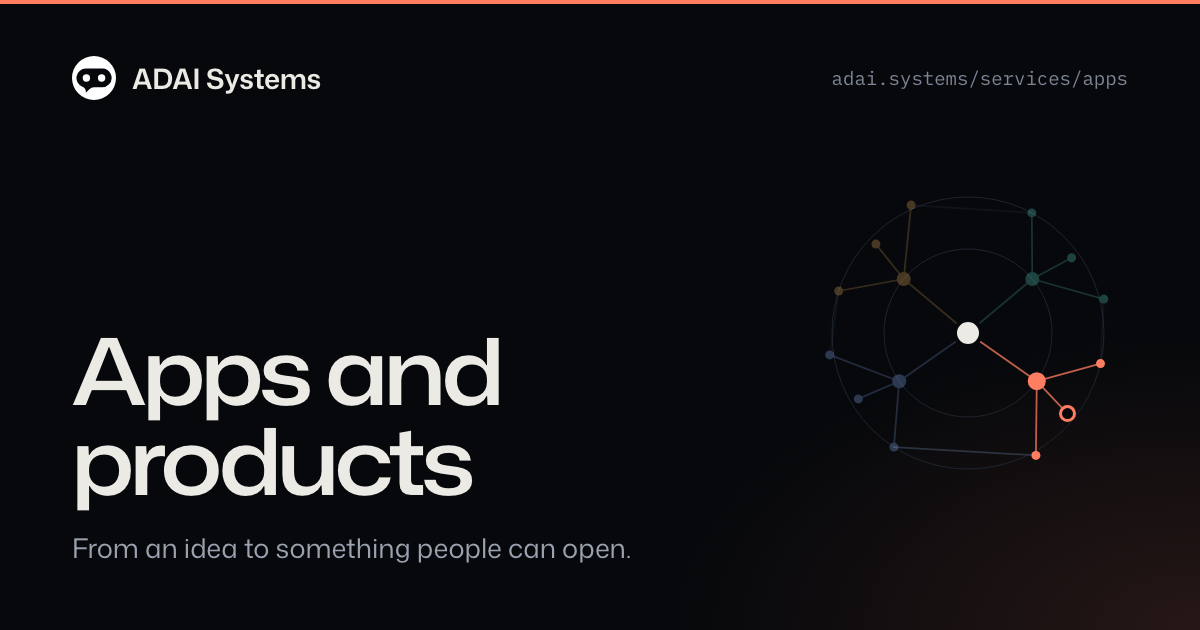 ADAI Systems
adai.systems/services/apps
Apps and
products
From an idea to something people can open.